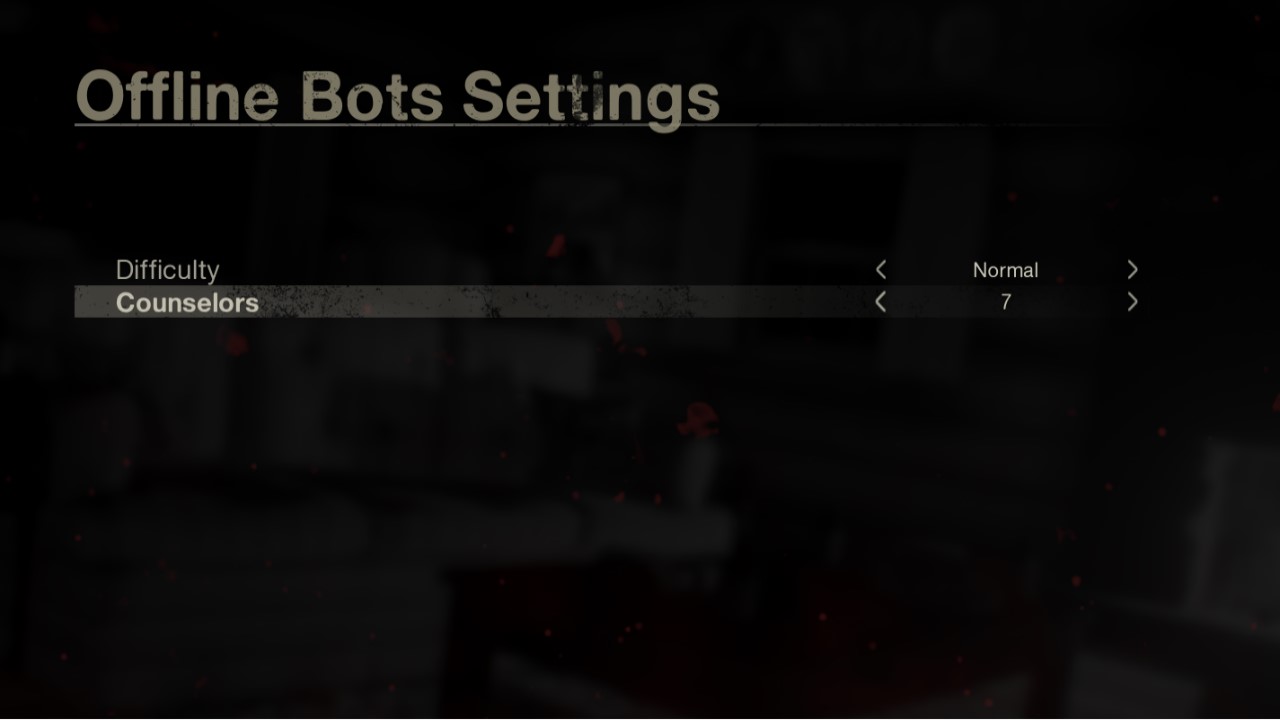 Offline Bots Settings
Difficulty < Normal >
Counselors < 7 >